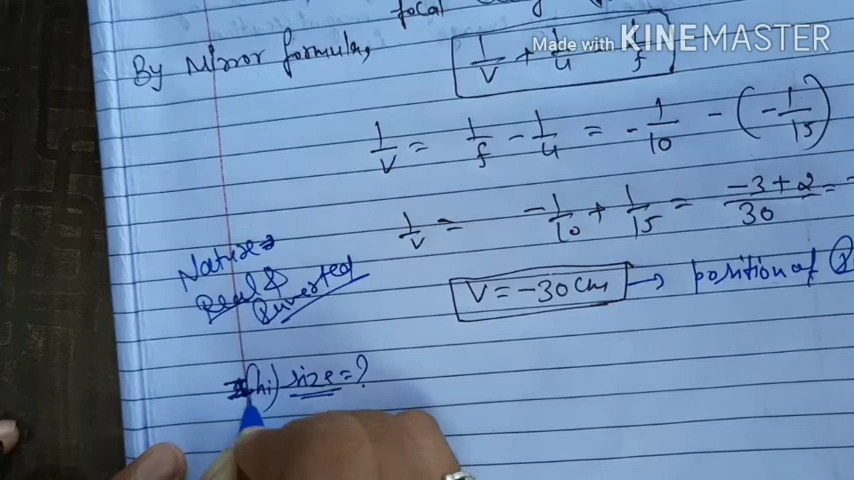 focal
By Mirror formula,
1/v + 1/u 1/f
Made with KINEMASTER
1/v = 1/f - 1/u = -1/10 - (-1/15)
1/v = -1/10 + 1/15 = -3+2/30 =
Nature
Real &
Inverted
v = -30 cm → position of
(hi) size = ?